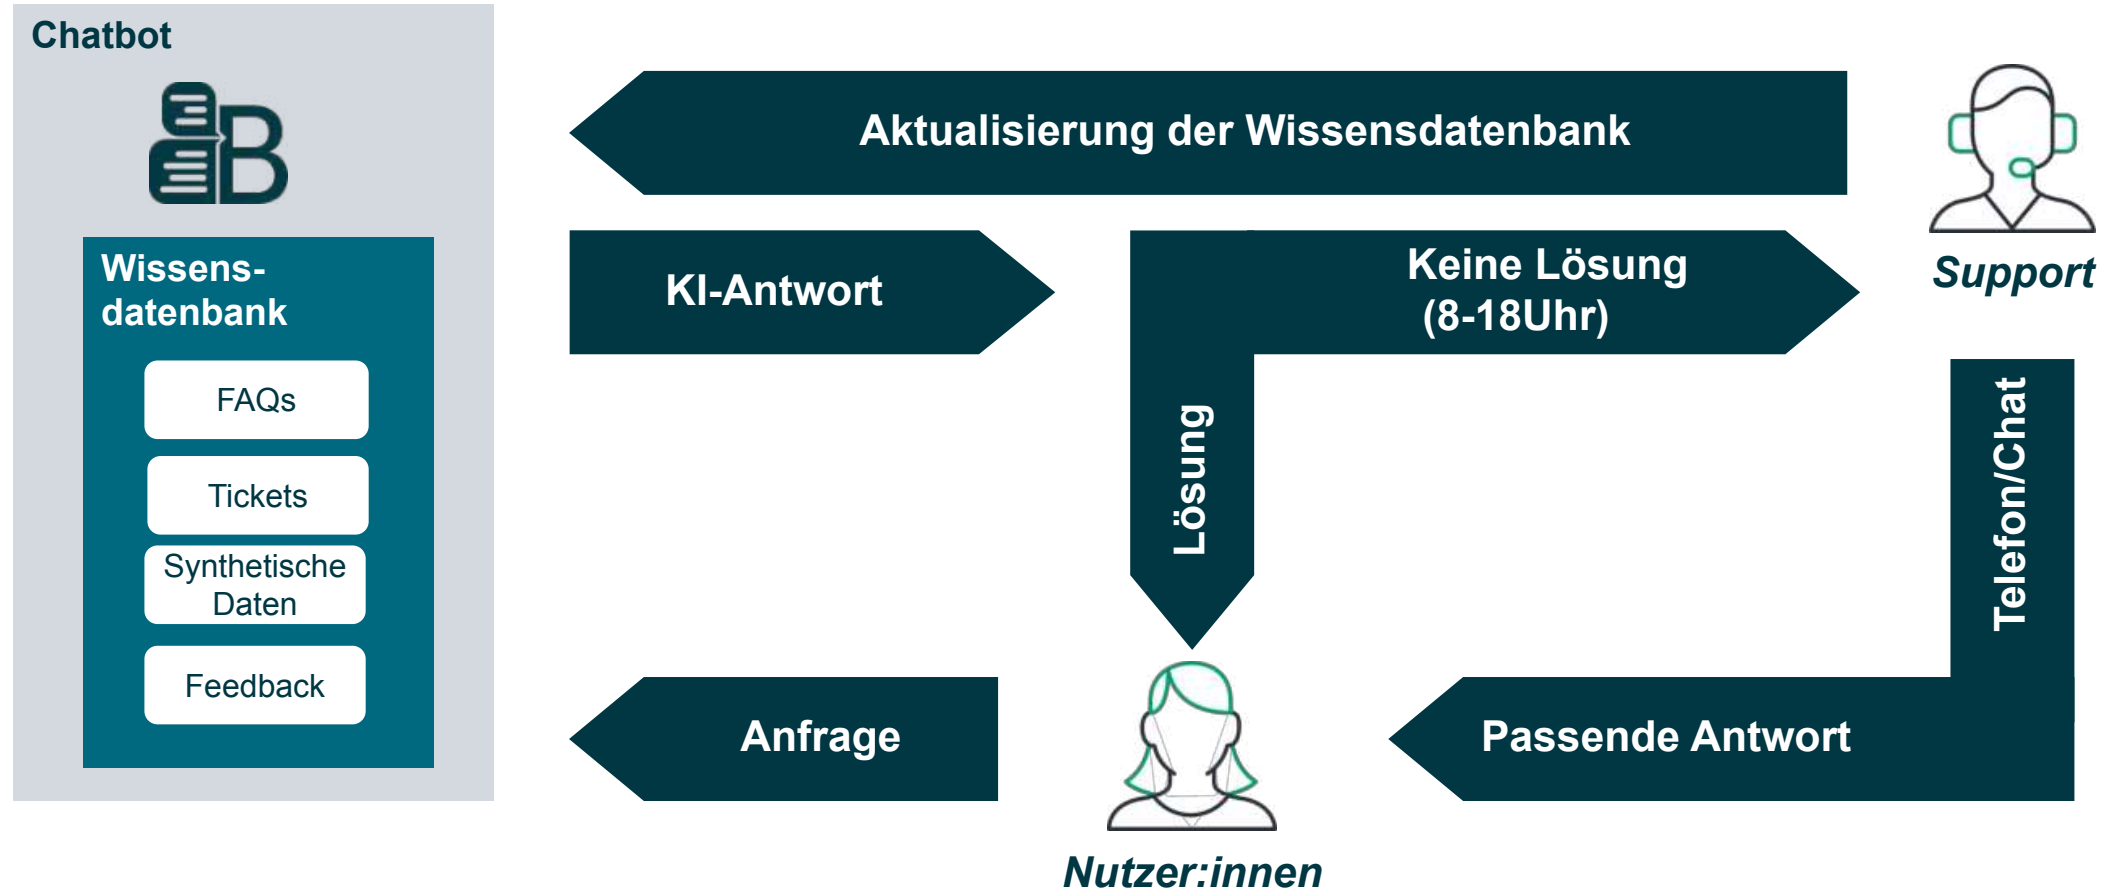 Chatbot
B
Wissens-
datenbank
FAQs
Tickets
Synthetische
Daten
Feedback
Aktualisierung der Wissensdatenbank
KI-Antwort
Keine Lösung
(8-18Uhr)
Support
Lösung
Telefon/Chat
Anfrage
Passende Antwort
Nutzer:innen